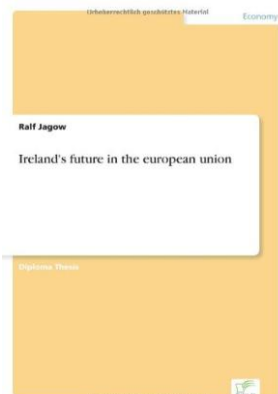 Urheberrechtlich geschütztes Material
Economy
Ralf Jagow
Ireland's future in the european union
Diploma Thesis